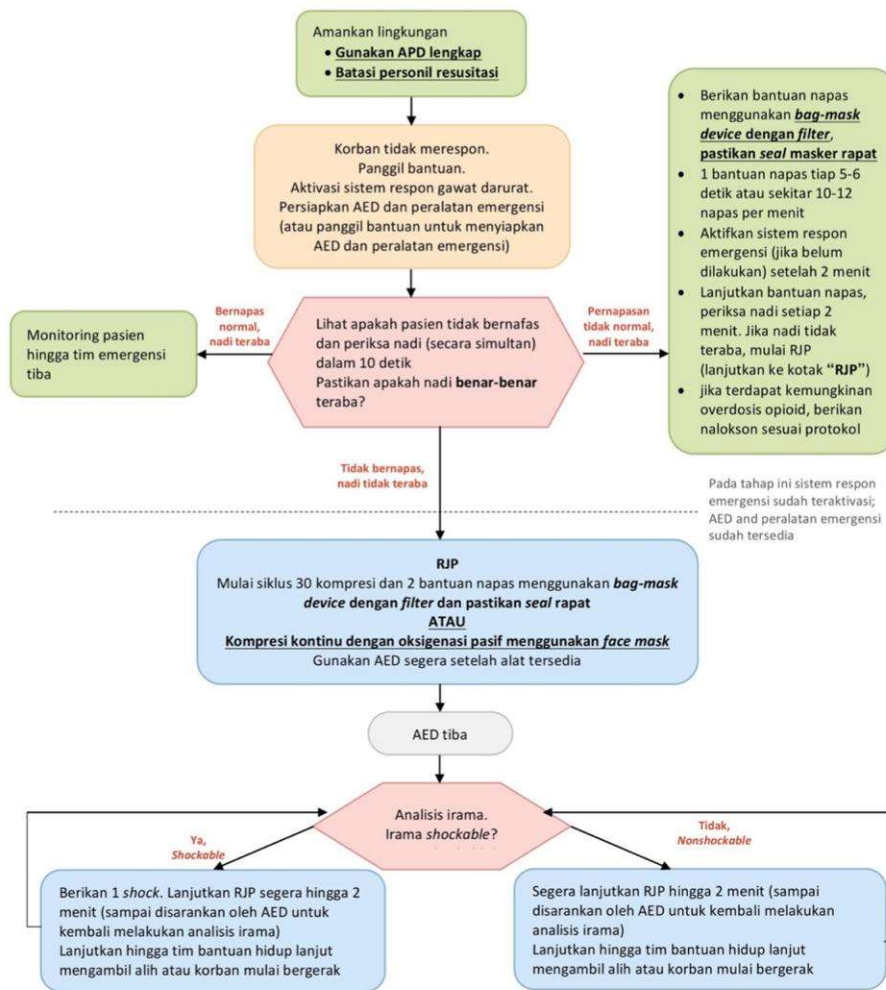 Amankan lingkungan
• Gunakan APD lengkap
• Batasi personil resusitasi
Korban tidak merespon.
Panggil bantuan.
Aktivasi sistem respon gawat darurat.
Persiapkan AED dan peralatan emergensi
(atau panggil bantuan untuk menyiapkan
AED dan peralatan emergensi)
Bernapas
normal,
nadi teraba
Monitoring pasien
hingga tim emergensi
tiba
Lihat apakah pasien tidak bernafas
dan periksa nadi (secara simultan)
dalam 10 detik
Pastikan apakah nadi benar-benar
teraba?
Pernapasan
tidak normal,
nadi teraba
• Berikan bantuan napas
menggunakan bag-mask
device dengan filter,
pastikan seal masker rapat
• 1 bantuan napas tiap 5-6
detik atau sekitar 10-12
napas per menit
• Aktifkan sistem respon
emergensi (jika belum
dilakukan) setelah 2 menit
• Lanjutkan bantuan napas,
periksa nadi setiap 2
menit. Jika nadi tidak
teraba, mulai RJP
(lanjutkan ke kotak “RJP”)
• jika terdapat kemungkinan
overdosis opioid, berikan
nalokson sesuai protokol
Tidak bernapas,
nadi tidak teraba
Pada tahap ini sistem respon
emergensi sudah teraktivasi;
AED and peralatan emergensi
sudah tersedia
RJP
Mulai siklus 30 kompresi dan 2 bantuan napas menggunakan bag-mask
device dengan filter dan pastikan seal rapat
ATAU
Kompresi kontinu dengan oksigenasi pasif menggunakan face mask
Gunakan AED segera setelah alat tersedia
AED tiba
Analisis irama.
Irama shockable?
Ya,
Shockable
Tidak,
Nonshockable
Berikan 1 shock. Lanjutkan RJP segera hingga 2
menit (sampai disarankan oleh AED untuk
kembali melakukan analisis irama)
Lanjutkan hingga tim bantuan hidup lanjut
mengambil alih atau korban mulai bergerak
Segera lanjutkan RJP hingga 2 menit (sampai
disarankan oleh AED untuk kembali melakukan
analisis irama)
Lanjutkan hingga tim bantuan hidup lanjut
mengambil alih atau korban mulai bergerak